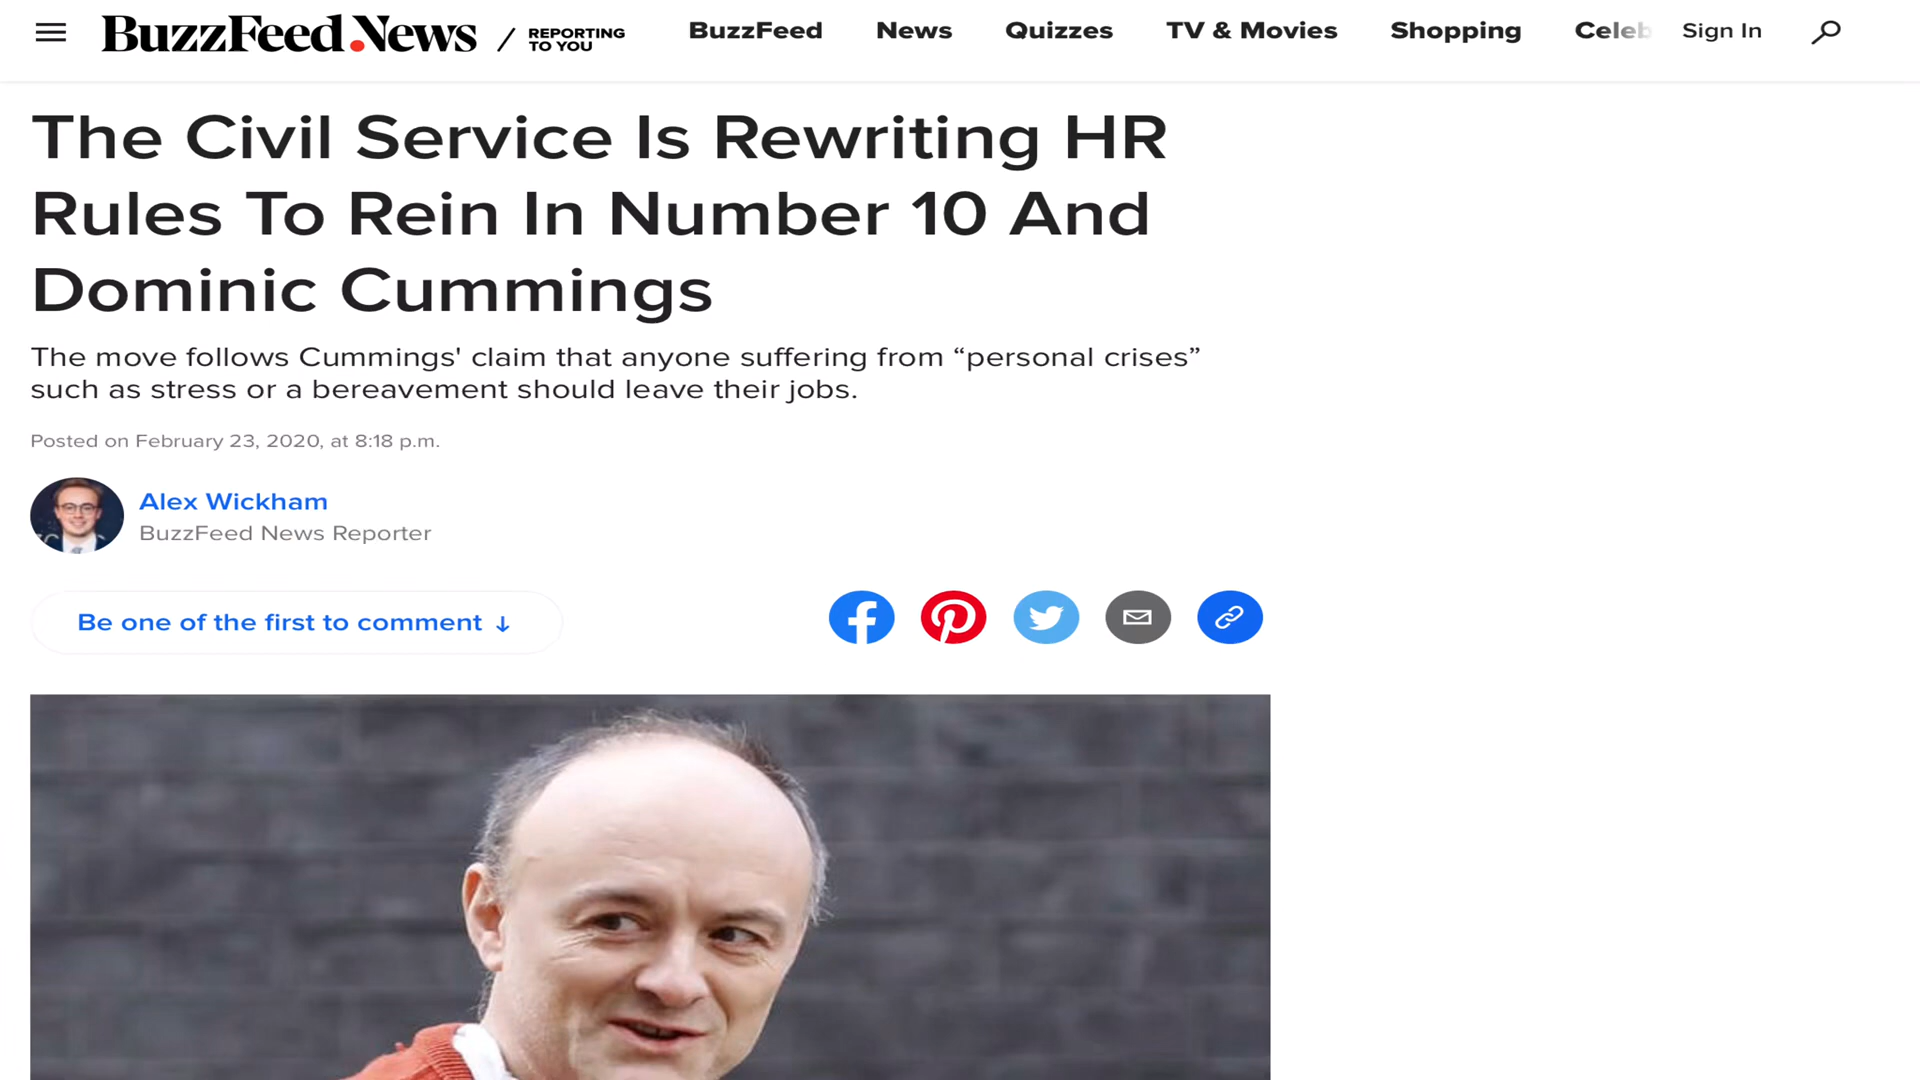 BuzzFeed News / REPORTING TO YOU
BuzzFeed News Quizzes TV & Movies Shopping Celeb Sign In
The Civil Service Is Rewriting HR
Rules To Rein In Number 10 And
Dominic Cummings
The move follows Cummings' claim that anyone suffering from “personal crises”
such as stress or a bereavement should leave their jobs.
Posted on February 23, 2020, at 8:18 p.m.
Alex Wickham
BuzzFeed News Reporter
Be one of the first to comment ↓